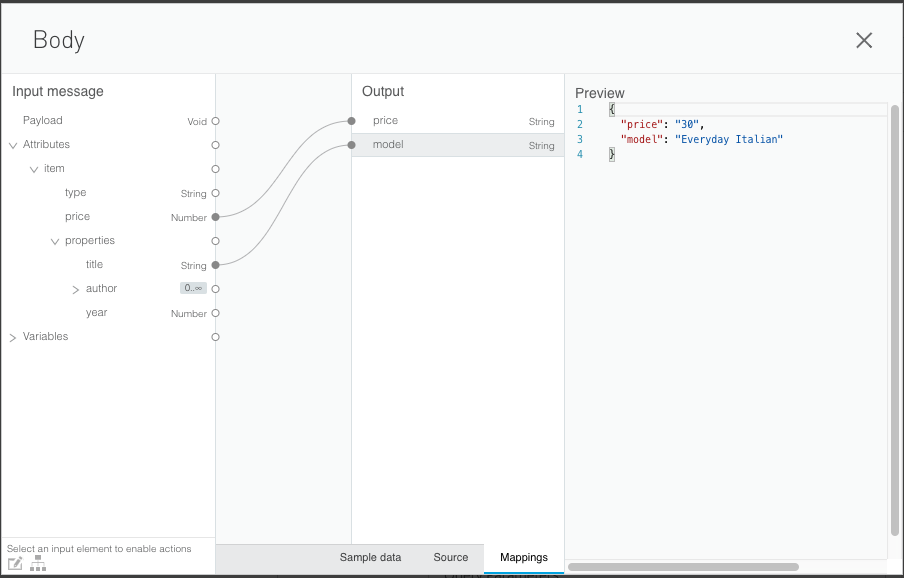 Body
Input message
Payload Void
Attributes
item
type String
price Number
properties
title String
author 0..∞
year Number
Variables
Select an input element to enable actions
Output
price String
model String
Sample data Source Mappings
Preview
1 {
2 "price": "30",
3 "model": "Everyday Italian"
4 }